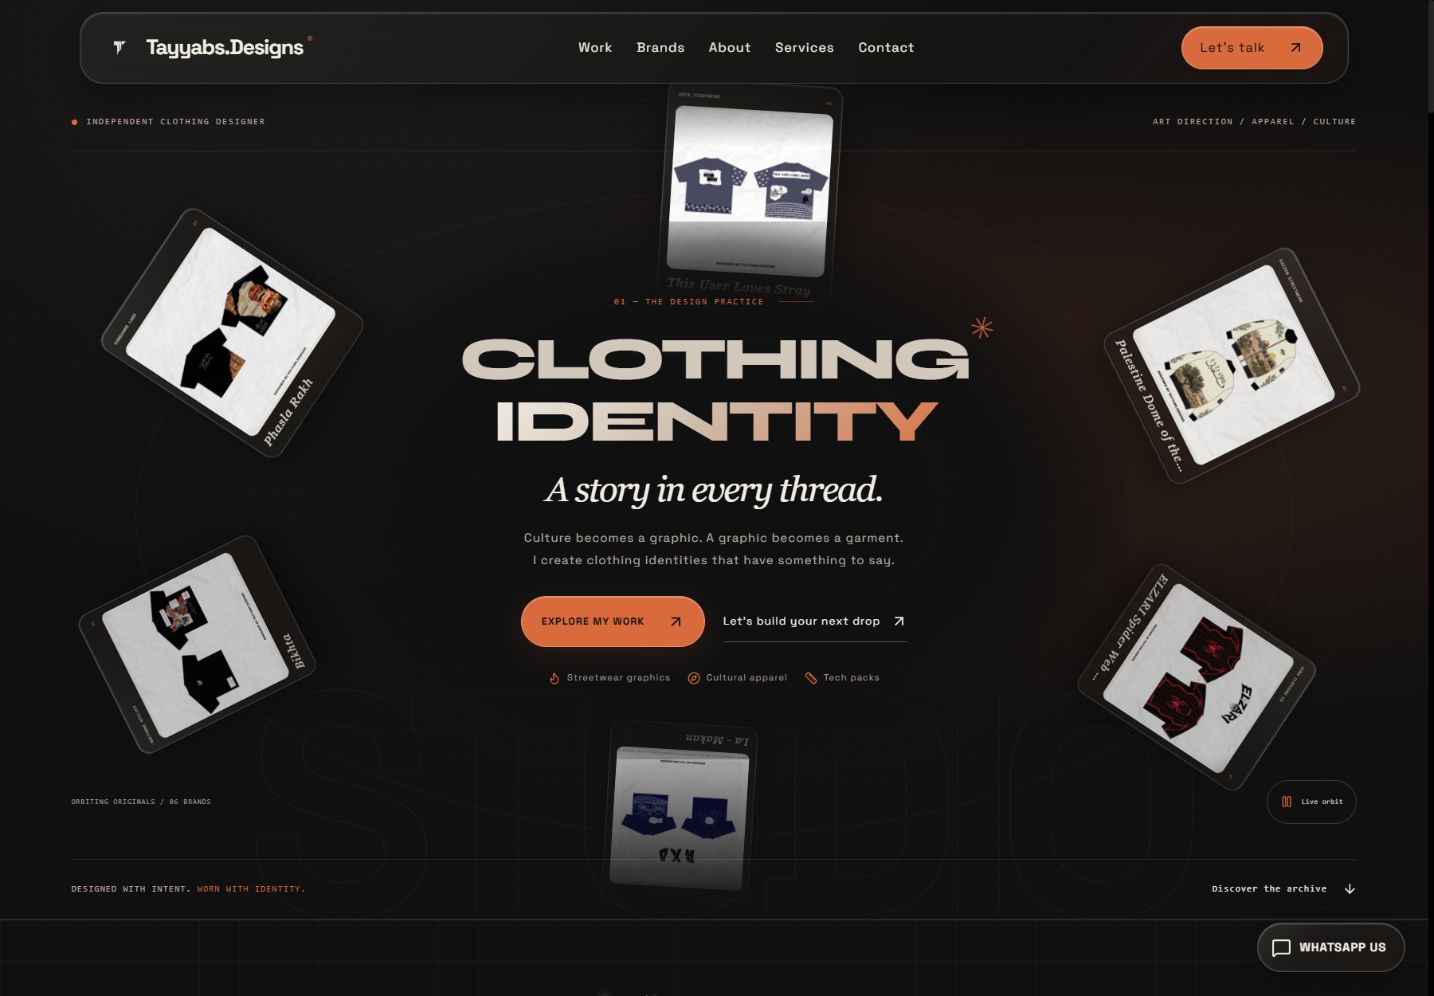 Tayyabs.Designs
Work
Brands
About
Services
Contact
Let's talk
INDEPENDENT CLOTHING DESIGNER
ART DIRECTION / APPAREL / CULTURE
This User Loves Stray
01 — THE DESIGN PRACTICE
CLOTHING
IDENTITY
A story in every thread.
Culture becomes a graphic. A graphic becomes a garment.
I create clothing identities that have something to say.
EXPLORE MY WORK
Let's build your next drop
Streetwear graphics
Cultural apparel
Tech packs
Phasla Rakh
Palestine Dome of the...
Bikhta
ELZARI Spider Web ...
ELZARI
La - Makan
ORBITING ORIGINALS / 06 BRANDS
Live orbit
STUDIO
DESIGNED WITH INTENT. WORN WITH IDENTITY.
Discover the archive
WHATSAPP US